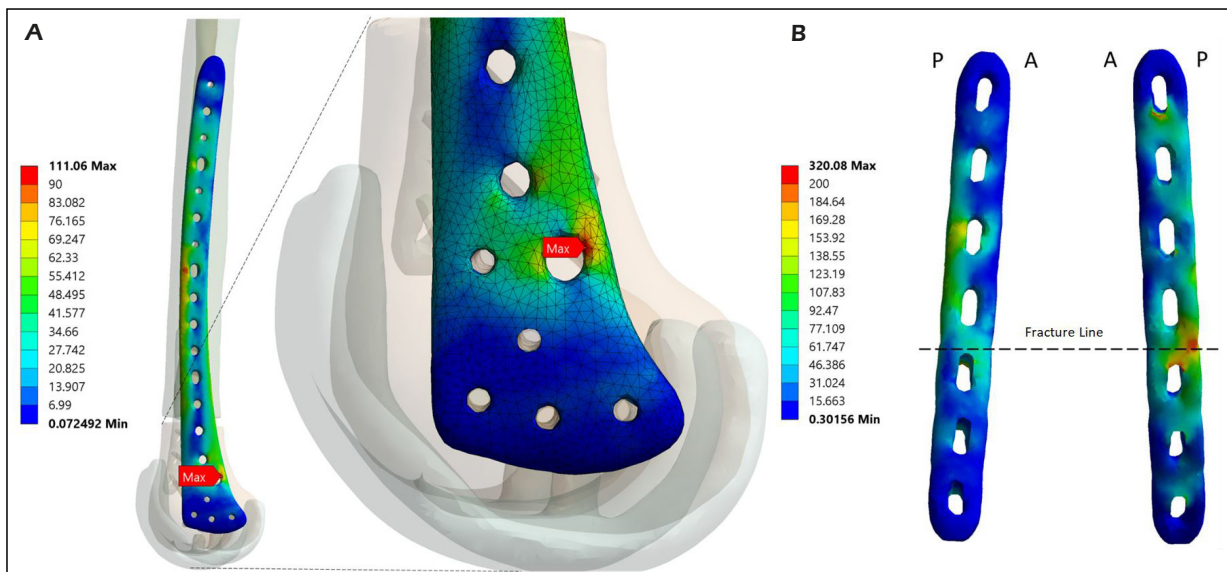 A
111.06 Max
90
83.082
76.165
69.247
62.33
55.412
48.495
41.577
34.66
27.742
20.825
13.907
6.99
0.072492 Min
Max
Max
B
320.08 Max
200
184.64
169.28
153.92
138.55
123.19
107.83
92.47
77.109
61.747
46.386
31.024
15.663
0.30156 Min
P A
A P
Fracture Line